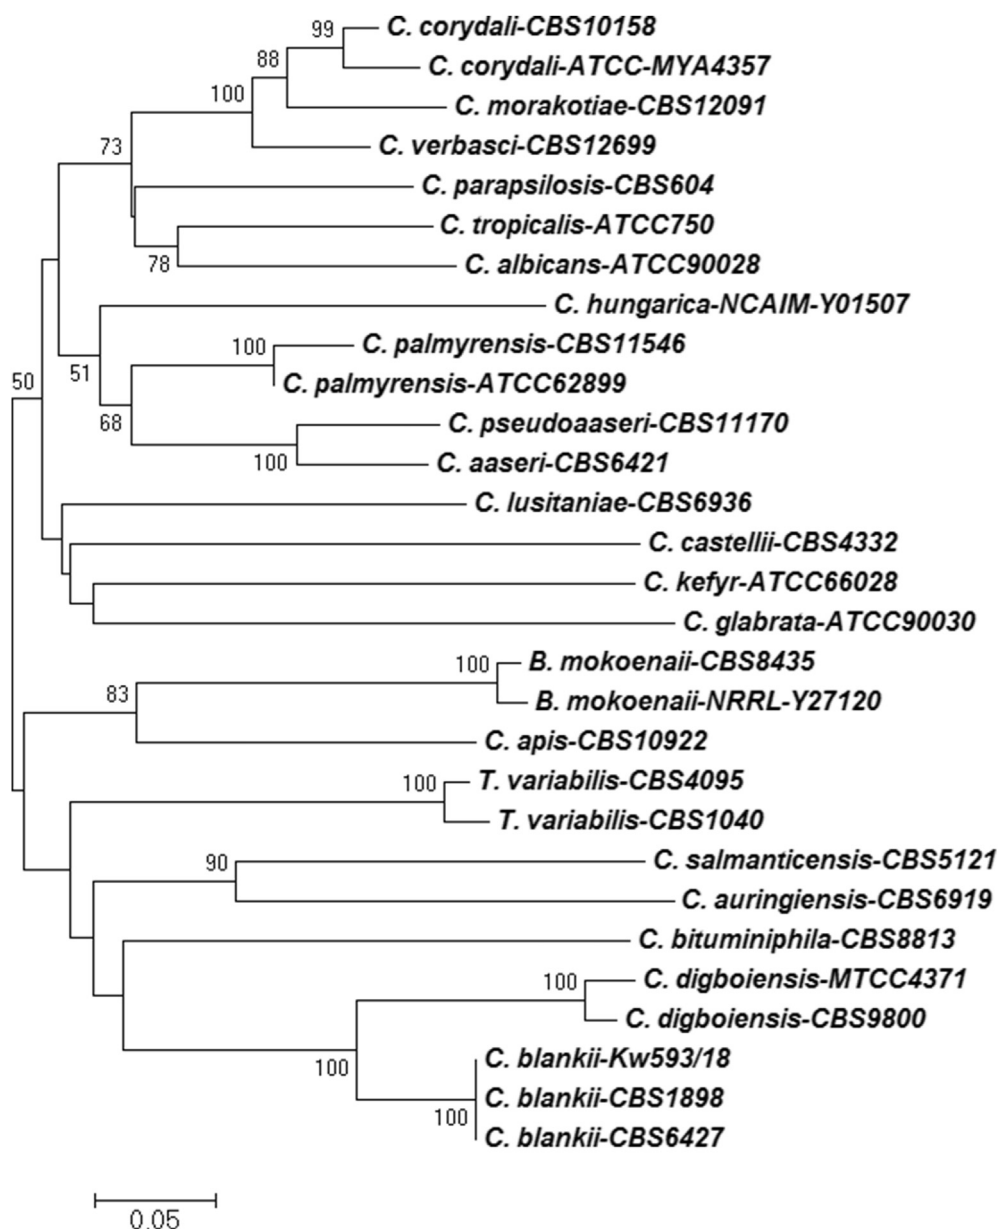 99
C. corydali-CBS10158
C. corydali-ATCC-MYA4357
88
C. morakotiae-CBS12091
100
C. verbasci-CBS12699
73
C. parapsilosis-CBS604
C. tropicalis-ATCC750
78
C. albicans-ATCC90028
C. hungarica-NCAIM-Y01507
100
C. palmyrensis-CBS11546
50
51
C. palmyrensis-ATCC62899
68
C. pseudoaaseri-CBS11170
100
C. aaseri-CBS6421
C. lusitaniae-CBS6936
C. castellii-CBS4332
C. kefyr-ATCC66028
C. glabrata-ATCC90030
100
B. mokoenaii-CBS8435
83
B. mokoenaii-NRRL-Y27120
C. apis-CBS10922
100
T. variabilis-CBS4095
T. variabilis-CBS1040
90
C. salmanticensis-CBS5121
C. auringiensis-CBS6919
C. bituminiphila-CBS8813
100
C. digboiensis-MTCC4371
C. digboiensis-CBS9800
100
C. blankii-Kw593/18
C. blankii-CBS1898
100
C. blankii-CBS6427
0.05